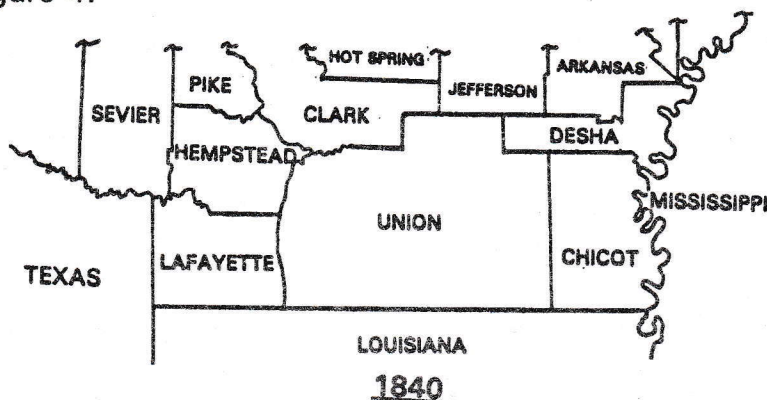 HOT SPRING
ARKANSAS
PIKE
JEFFERSON
SEVIER
CLARK
DESHA
HEMPSTEAD
MISSISSIPPI
UNION
CHICOT
LAFAYETTE
TEXAS
LOUISIANA
1840